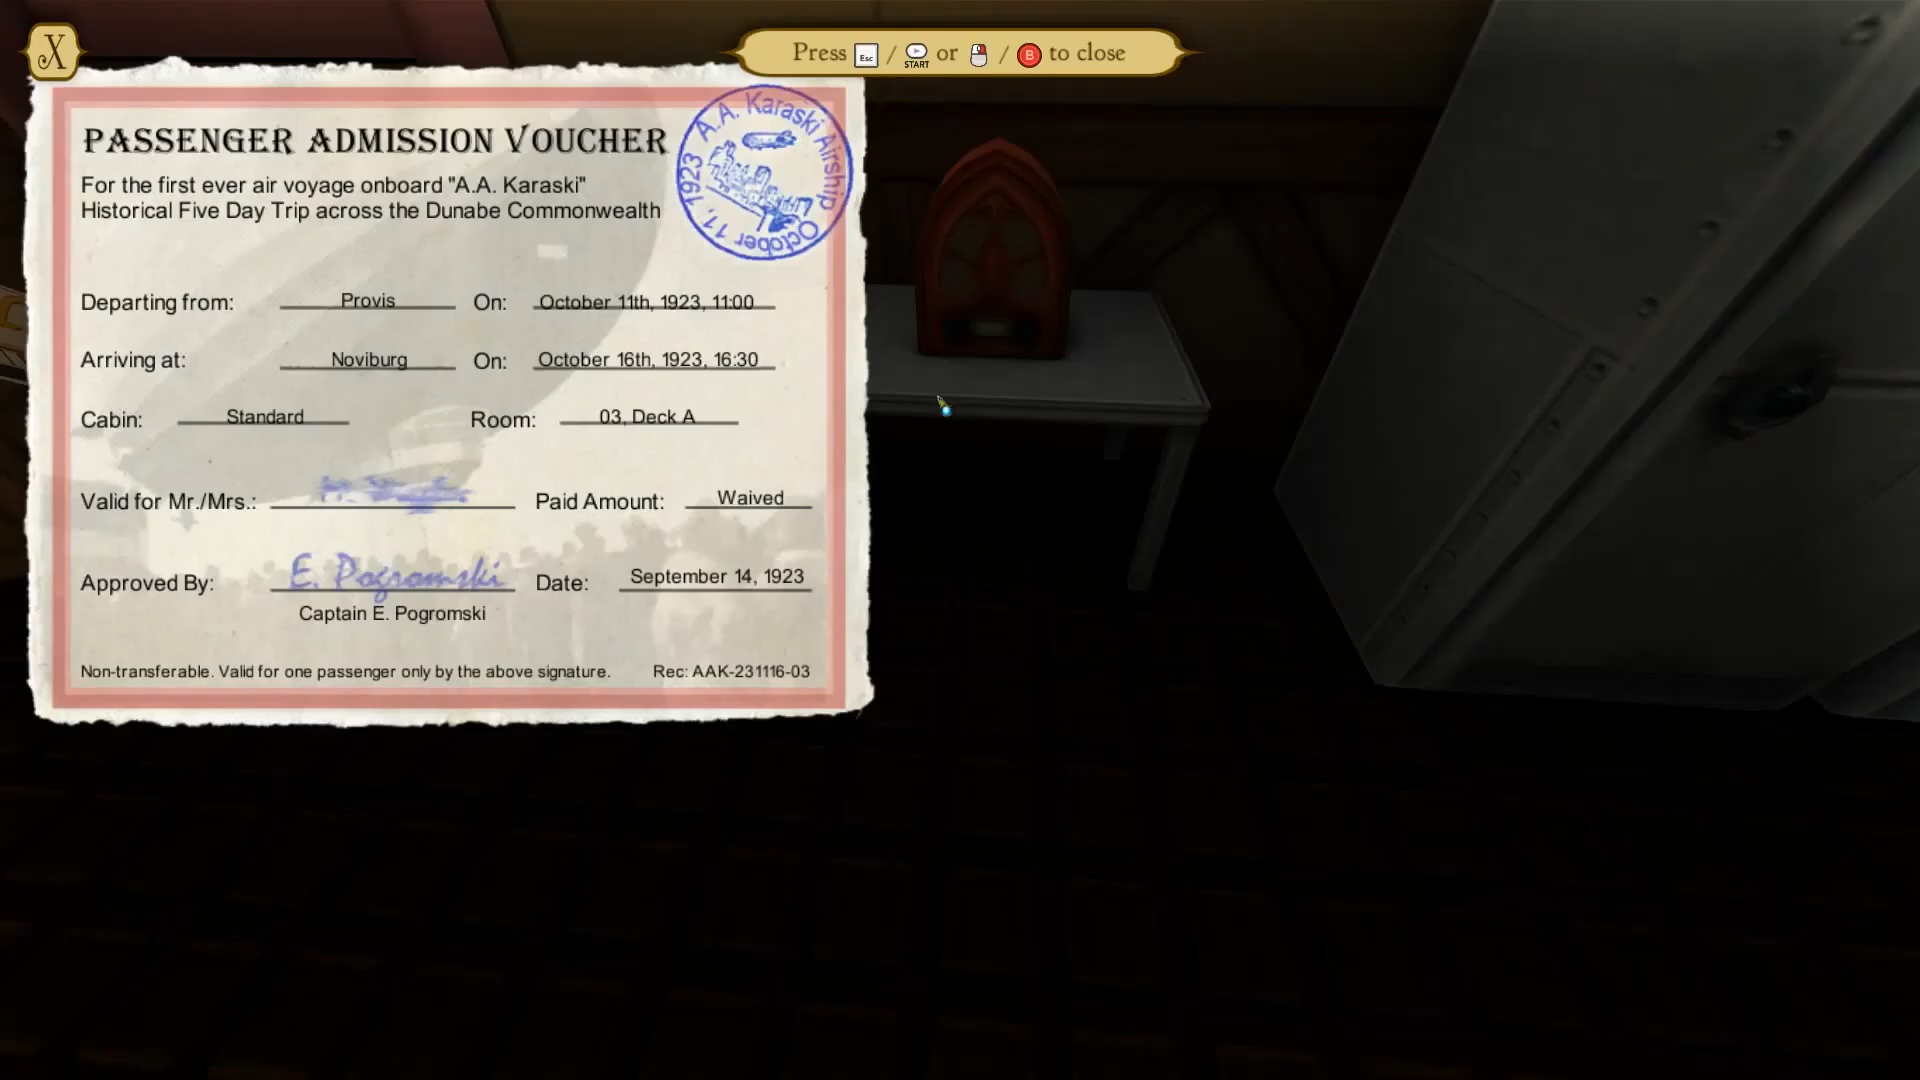 X
Press Esc / START or / B to close
PASSENGER ADMISSION VOUCHER
A.A. Karaski Airship October 11, 1923
For the first ever air voyage onboard "A.A. Karaski"
Historical Five Day Trip across the Dunabe Commonwealth
Departing from: Provis On: October 11th, 1923, 11:00
Arriving at: Noviburg On: October 16th, 1923, 16:30
Cabin: Standard Room: 03, Deck A
Valid for Mr./Mrs.: Paid Amount: Waived
Approved By: E. Pogromski Date: September 14, 1923
Captain E. Pogromski
Non-transferable. Valid for one passenger only by the above signature. Rec: AAK-231116-03